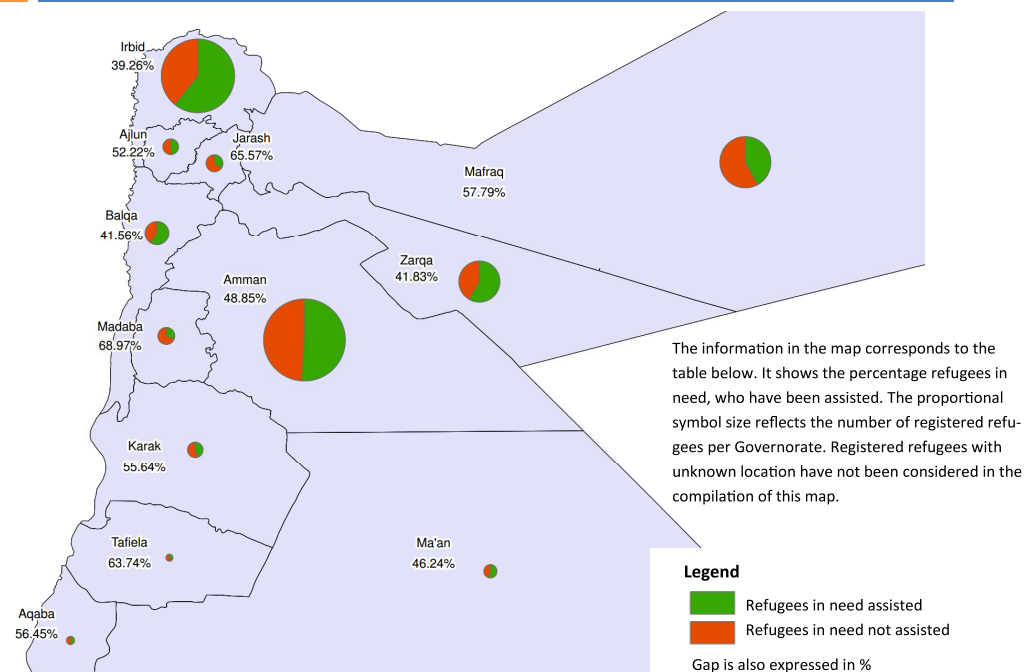 Irbid
39.26%
Ajlun
52.22%
Jarash
65.57%
Mafraq
57.79%
Balqa
41.56%
Zarqa
41.83%
Amman
48.85%
Madaba
68.97%
The information in the map corresponds to the
table below. It shows the percentage refugees in
need, who have been assisted. The proportional
symbol size reflects the number of registered refu-
gees per Governorate. Registered refugees with
unknown location have not been considered in the
compilation of this map.
Karak
55.64%
Tafiela
63.74%
Ma'an
46.24%
Aqaba
56.45%
Legend
Refugees in need assisted
Refugees in need not assisted
Gap is also expressed in %